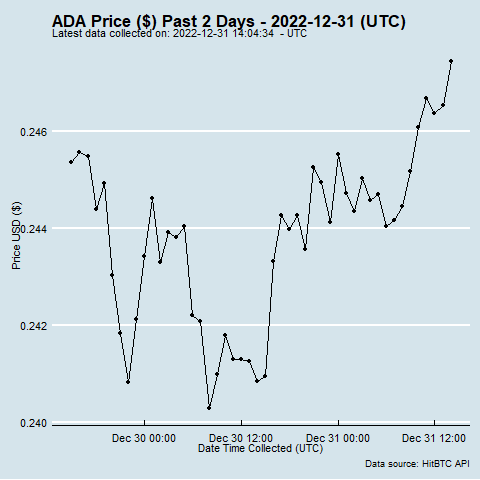 ADA Price ($) Past 2 Days - 2022-12-31 (UTC)
Latest data collected on: 2022-12-31 14:04:34  - UTC
0.246
0.244
0.242
0.240
Price USD ($)
Dec 30 00:00 Dec 30 12:00 Dec 31 00:00 Dec 31 12:00
Date Time Collected (UTC)
Data source: HitBTC API